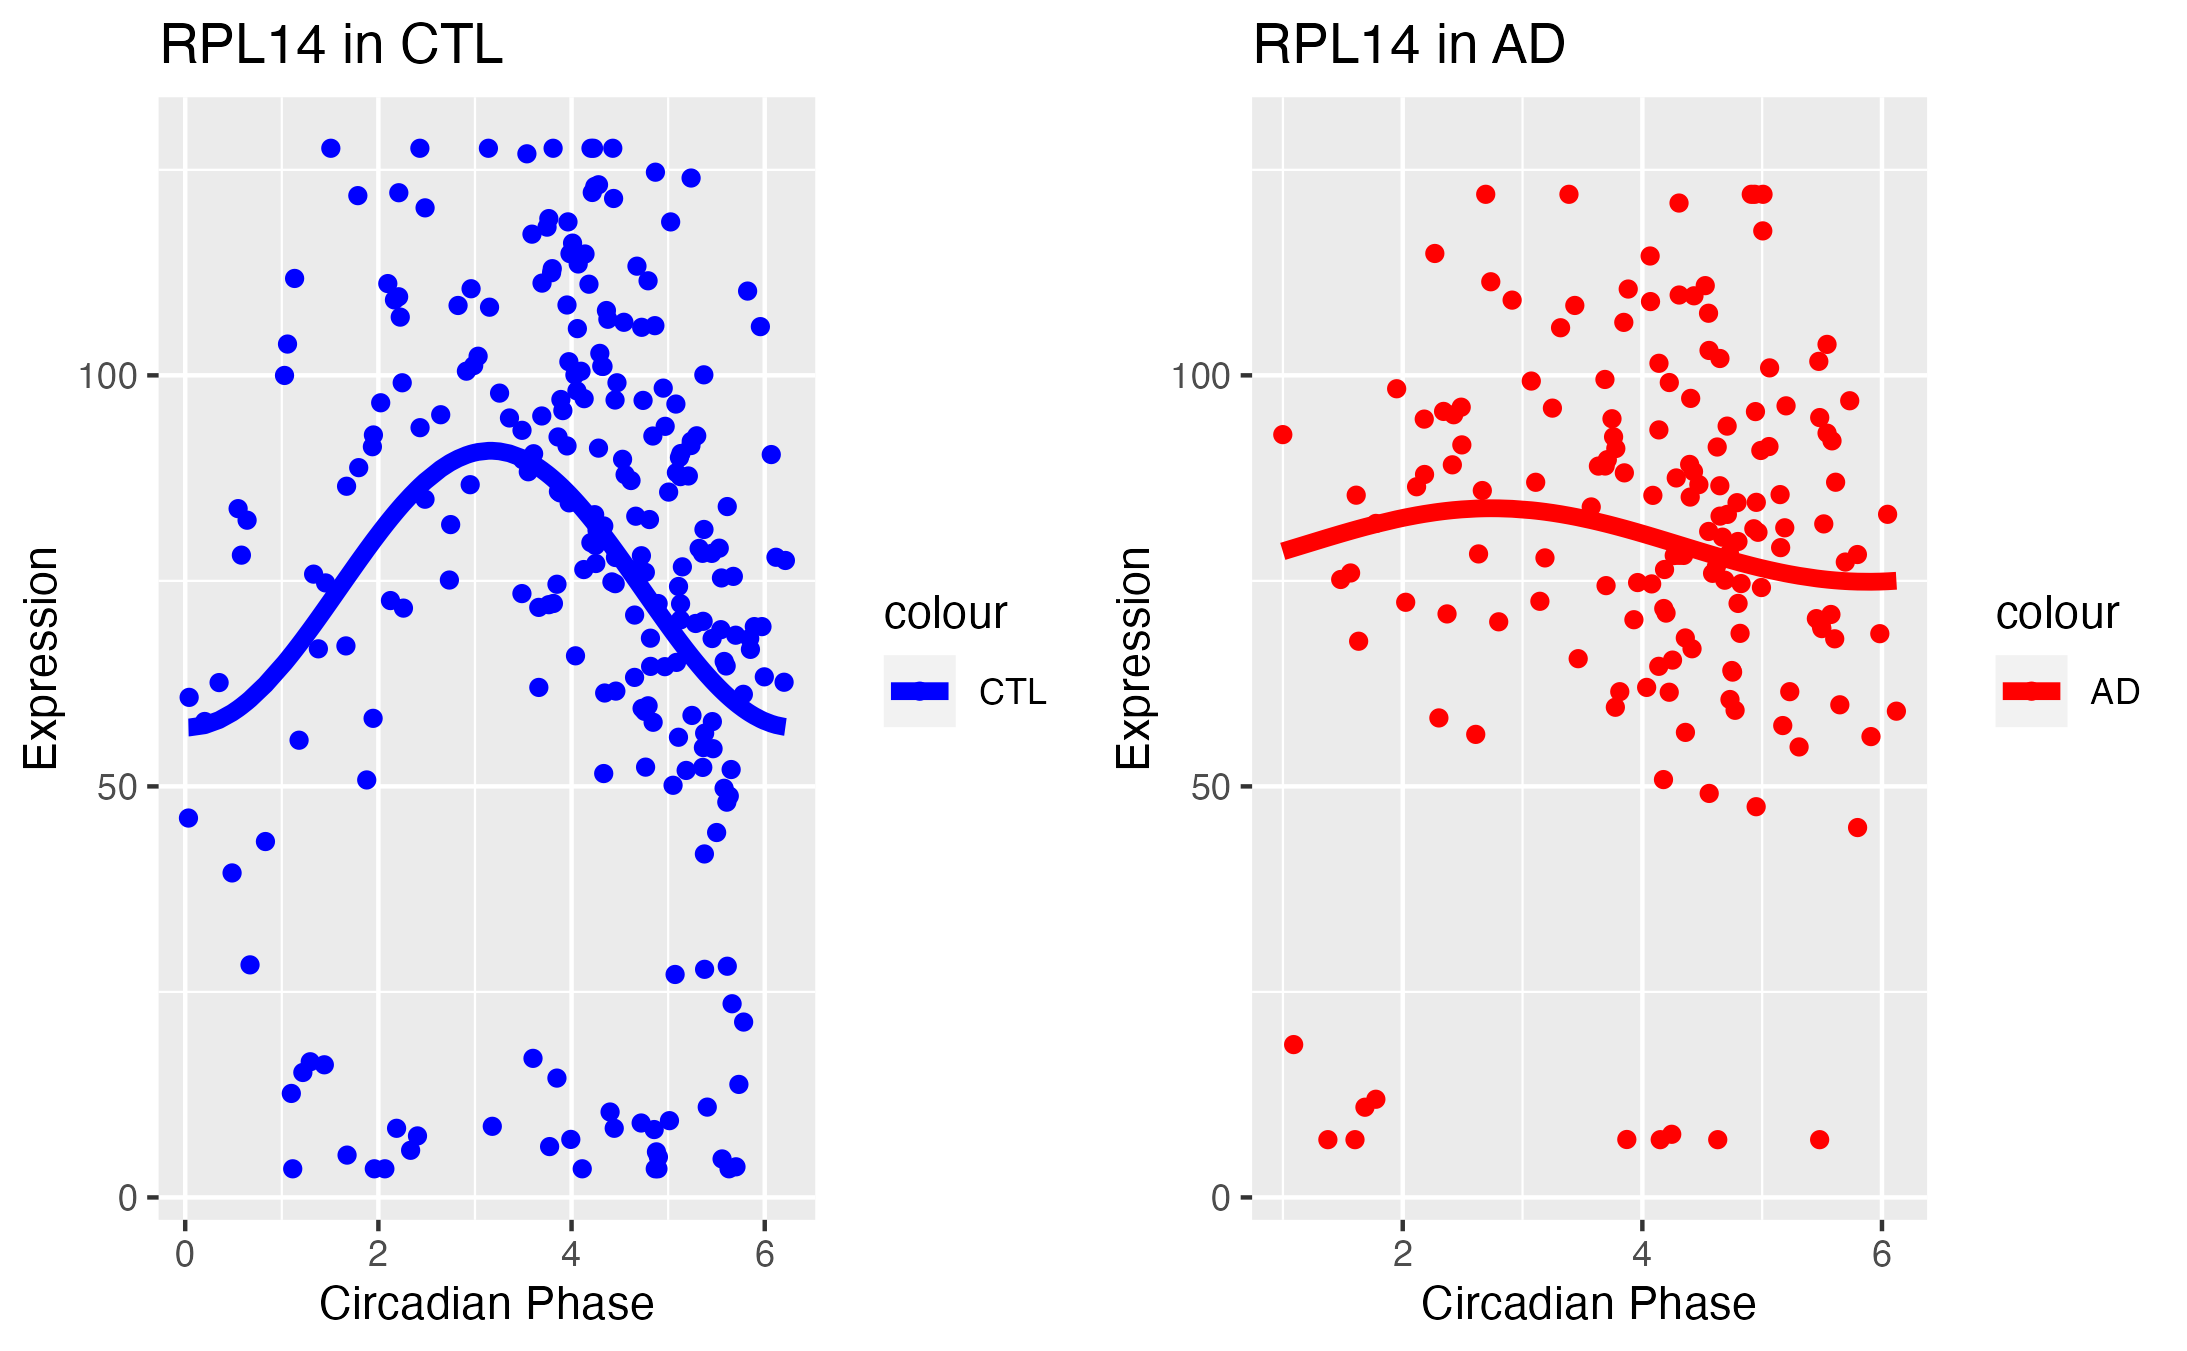 RPL14 in CTL
Expression
100
50
0
0 2 4 6
Circadian Phase
colour
CTL
RPL14 in AD
Expression
100
50
0
2 4 6
Circadian Phase
colour
AD